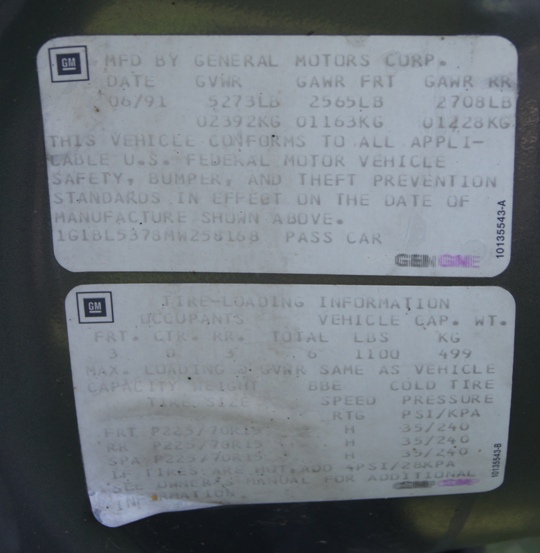 GM MFD BY GENERAL MOTORS CORP.
DATE GVWR GAWR FRT GAWR RR
06/91 5273LB 2565LB 2708LB
02392KG 01163KG 01228KG
THIS VEHICLE CONFORMS TO ALL APPLI-
CABLE U.S. FEDERAL MOTOR VEHICLE
SAFETY, BUMPER, AND THEFT PREVENTION
STANDARDS IN EFFECT ON THE DATE OF
MANUFACTURE SHOWN ABOVE.
1G1BL5378MW258168 PASS CAR
10135543-A
GM TIRE-LOADING INFORMATION
OCCUPANTS VEHICLE CAP. WT.
FRT. CTR. RR. TOTAL LBS KG
3 0 3 6 1100 499
MAX. LOADING & GVWR SAME AS VEHICLE
CAPACITY WEIGHT BBE COLD TIRE
TIRE SIZE SPEED PRESSURE
RTG PSI/KPA
FRT P225/70R15 H 35/240
RR P225/70R15 H 35/240
SPA P225/70R15 H 35/240
IF TIRES ARE HOT, ADD 4PSI/28KPA
SEE OWNER'S MANUAL FOR ADDITIONAL
INFORMATION.
10135543-B